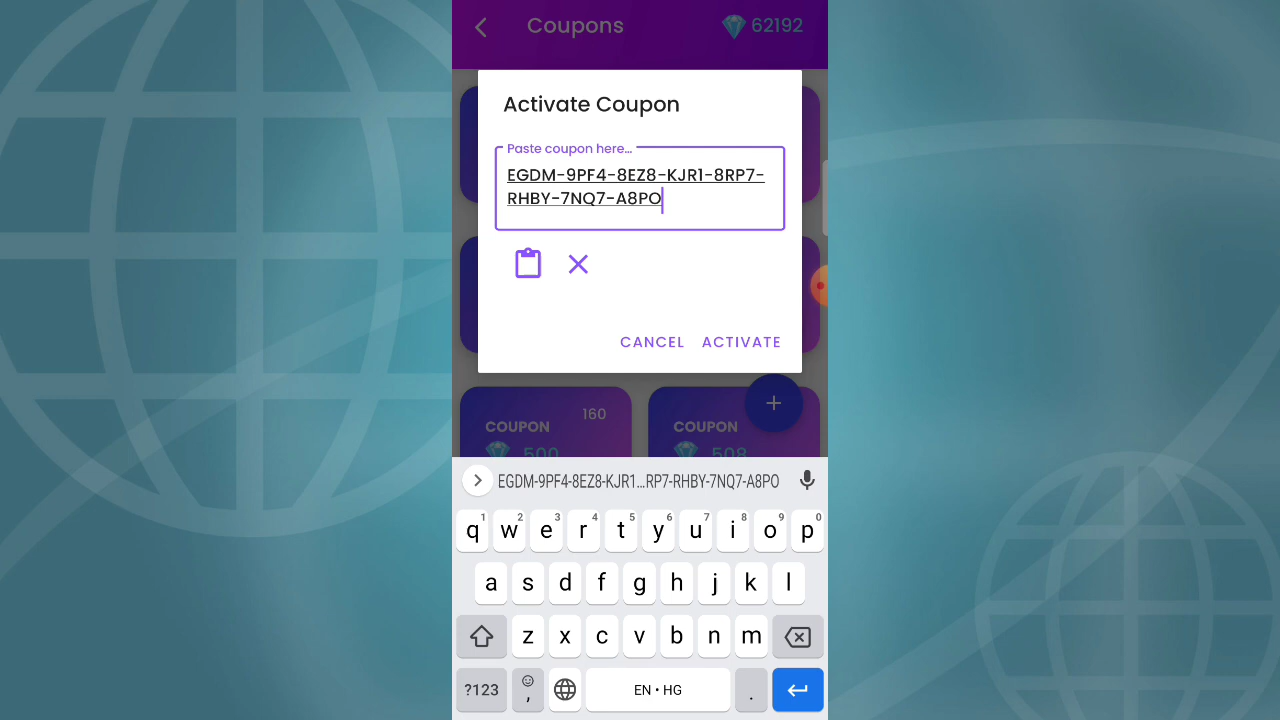 Coupons
62192
Activate Coupon
Paste coupon here...
EGDM-9PF4-8EZ8-KJR1-8RP7-
RHBY-7NQ7-A8PO
CANCEL ACTIVATE
160
COUPON
500
COUPON
508
EGDM-9PF4-8EZ8-KJR1...RP7-RHBY-7NQ7-A8PO
1 2 3 4 5 6 7 8 9 0
q w e r t y u i o p
a s d f g h j k l
z x c v b n m
?123 , EN • HG .